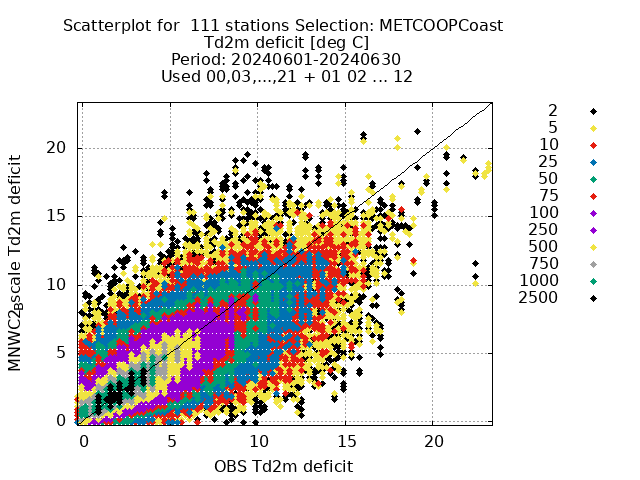 Scatterplot for  111 stations Selection: METCOOPCoast
Td2m deficit [deg C]
Period: 20240601-20240630
Used 00,03,...,21 + 01 02 ... 12
MNWC2gscale Td2m deficit
20
15
10
5
0
0 5 10 15 20
OBS Td2m deficit
2
5
10
25
50
75
100
250
500
750
1000
2500